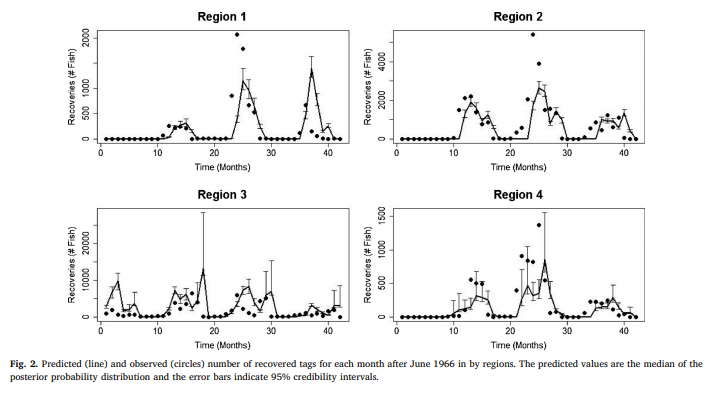 Region 1
Recoveries (# Fish)
0 500 1000 2000
0 10 20 30 40
Time (Months)
Region 2
Recoveries (# Fish)
0 2000 4000
0 10 20 30 40
Time (Months)
Region 3
Recoveries (# Fish)
0 10000 20000
0 10 20 30 40
Time (Months)
Region 4
Recoveries (# Fish)
0 500 1000 1500
0 10 20 30 40
Time (Months)
Fig. 2. Predicted (line) and observed (circles) number of recovered tags for each month after June 1966 in by regions. The predicted values are the median of the
posterior probability distribution and the error bars indicate 95% credibility intervals.